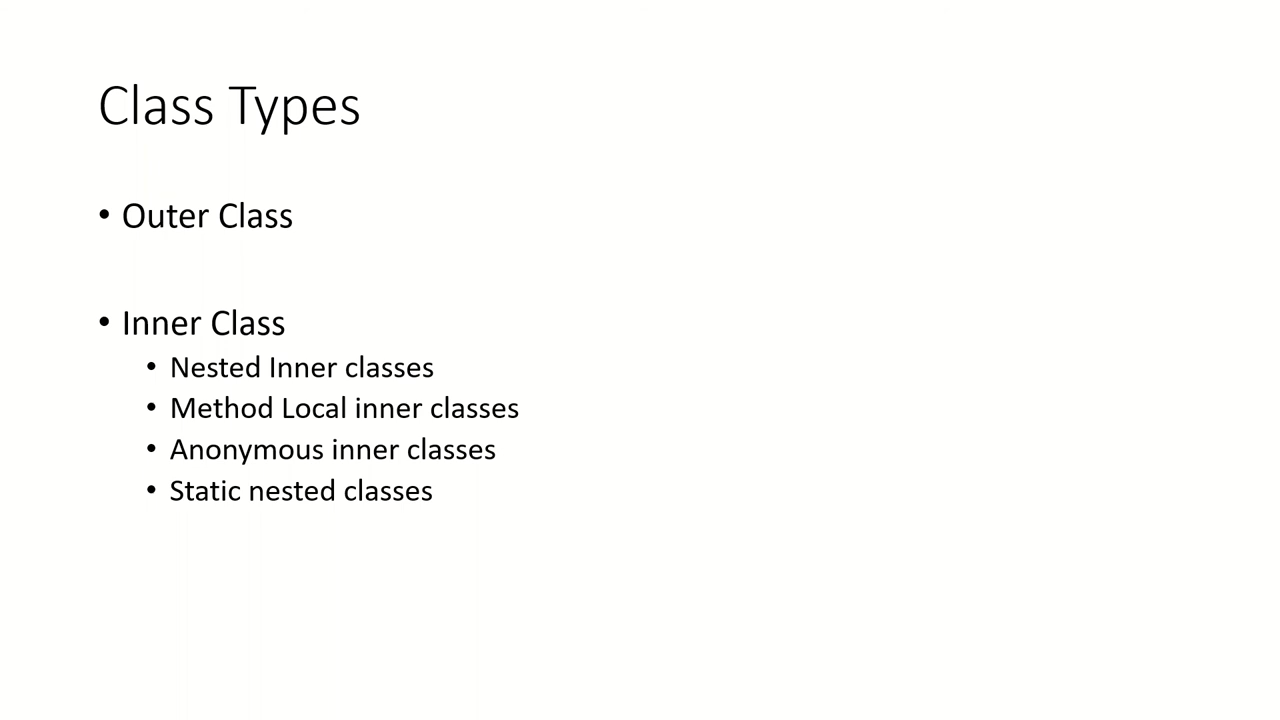 Class Types
• Outer Class
• Inner Class
• Nested Inner classes
• Method Local inner classes
• Anonymous inner classes
• Static nested classes